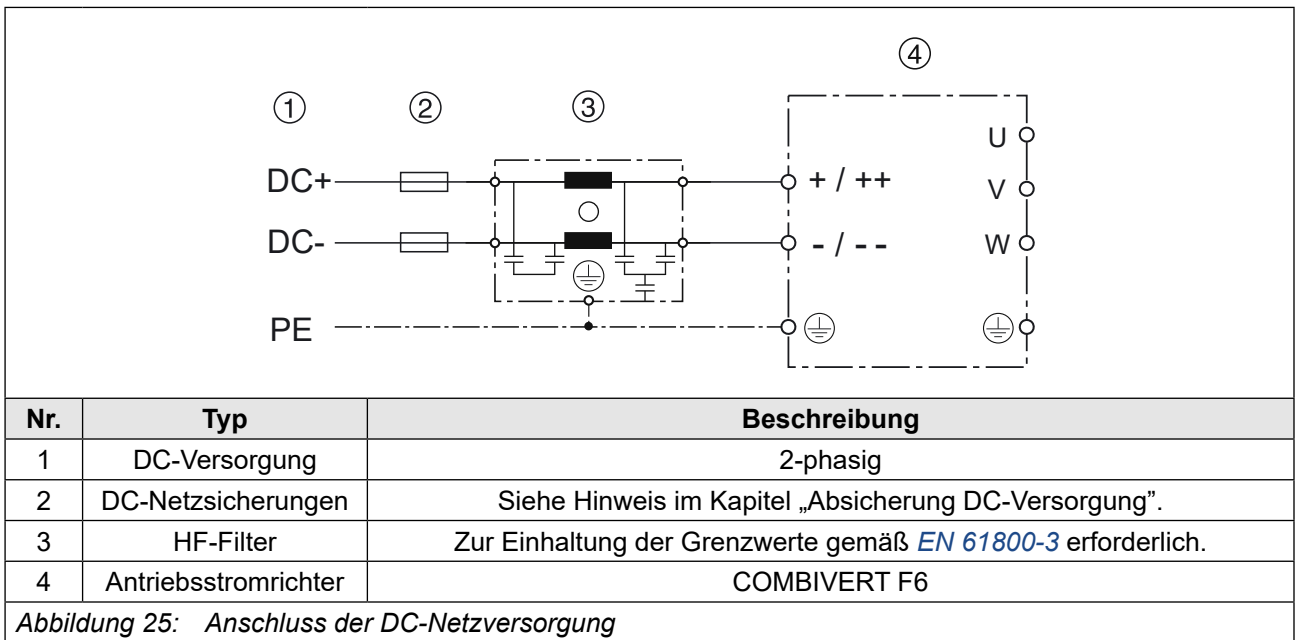 ④
① ② ③
U
DC+ + / ++ V
DC- - / - - W
PE
Nr. Typ Beschreibung
1 DC-Versorgung 2-phasig
2 DC-Netzsicherungen Siehe Hinweis im Kapitel „Absicherung DC-Versorgung”.
3 HF-Filter Zur Einhaltung der Grenzwerte gemäß EN 61800-3 erforderlich.
4 Antriebsstromrichter COMBIVERT F6
Abbildung 25: Anschluss der DC-Netzversorgung